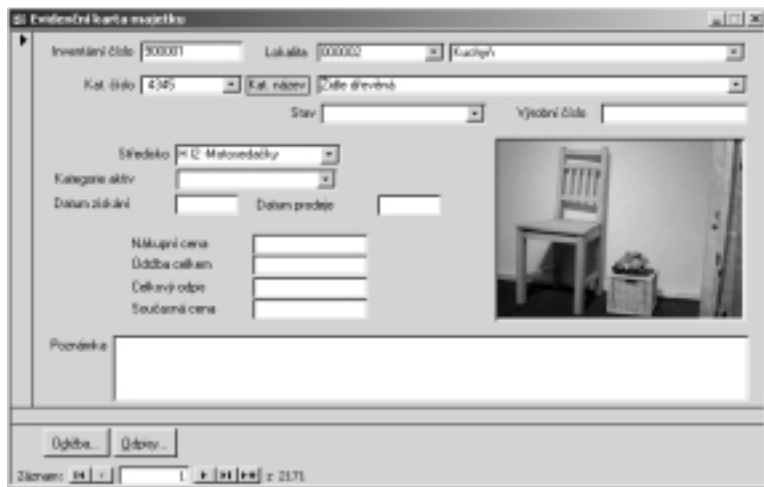 Evidenční karta majetku
Inventární číslo 900001 Lokalita 000002 Kuchyň
Kat. číslo 4345 Kat. název Židle dřevěná
Stav Výrobní číslo
Středisko
Kategorie aktiv
Datum získání Datum prodeje
Nákupní cena
Údržba celkem
Celkový odpis
Současná cena
Poznámka
Údržba... Odpisy...
Záznam: 1 z 2171